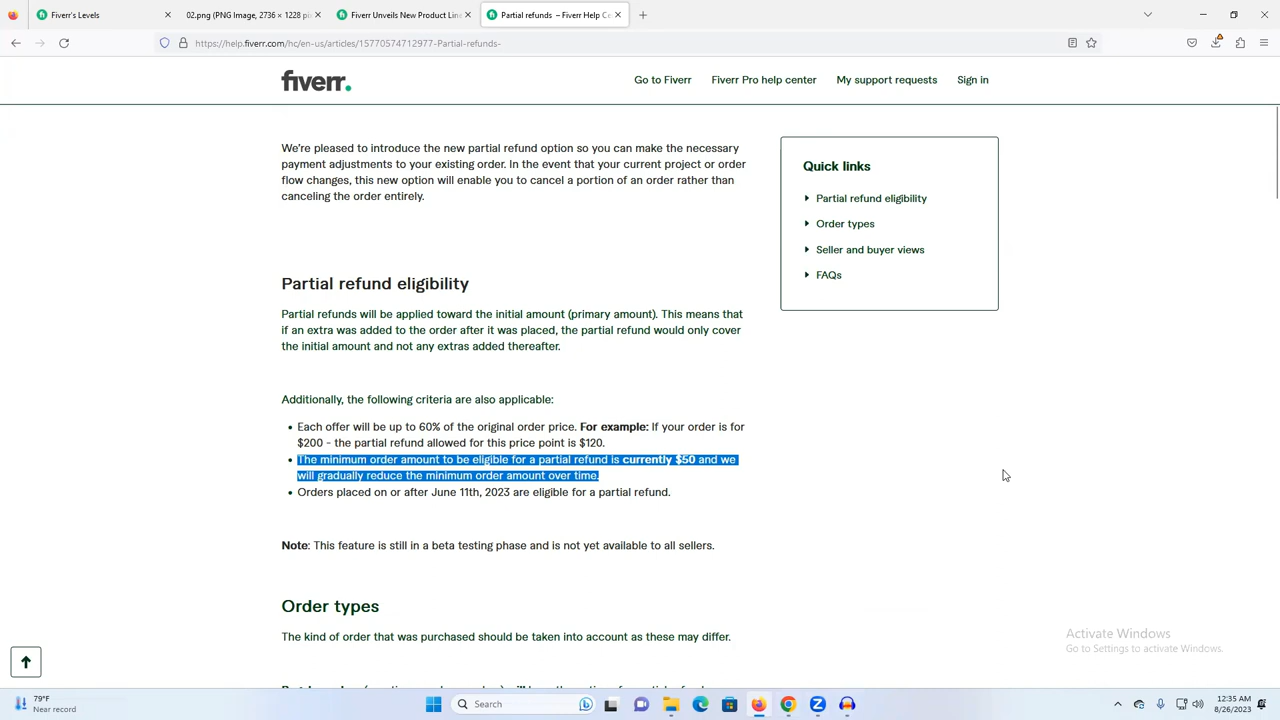 Fiverr's Levels
02.png (PNG Image, 2736 × 1228 pix
Fiverr Unveils New Product Line
Partial refunds – Fiverr Help Ce
https://help.fiverr.com/hc/en-us/articles/15770574712977-Partial-refunds-
fiverr.
Go to Fiverr Fiverr Pro help center My support requests Sign in
We're pleased to introduce the new partial refund option so you can make the necessary
payment adjustments to your existing order. In the event that your current project or order
flow changes, this new option will enable you to cancel a portion of an order rather than
canceling the order entirely.
Quick links
Partial refund eligibility
Order types
Seller and buyer views
FAQs
Partial refund eligibility
Partial refunds will be applied toward the initial amount (primary amount). This means that
if an extra was added to the order after it was placed, the partial refund would only cover
the initial amount and not any extras added thereafter.
Additionally, the following criteria are also applicable:
• Each offer will be up to 60% of the original order price. For example: If your order is for
$200 - the partial refund allowed for this price point is $120.
• The minimum order amount to be eligible for a partial refund is currently $50 and we
will gradually reduce the minimum order amount over time.
• Orders placed on or after June 11th, 2023 are eligible for a partial refund.
Note: This feature is still in a beta testing phase and is not yet available to all sellers.
Order types
The kind of order that was purchased should be taken into account as these may differ.
Activate Windows
Go to Settings to activate Windows.
79°F
Near record
Search
12:35 AM
8/26/2023